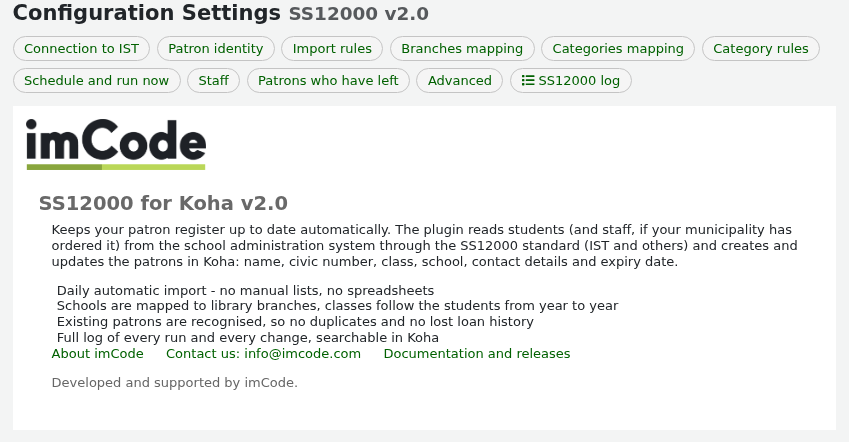 Configuration Settings SS12000 v2.0
Connection to IST
Patron identity
Import rules
Branches mapping
Categories mapping
Category rules
Schedule and run now
Staff
Patrons who have left
Advanced
SS12000 log
imCode
SS12000 for Koha v2.0
Keeps your patron register up to date automatically. The plugin reads students (and staff, if your municipality has
ordered it) from the school administration system through the SS12000 standard (IST and others) and creates and
updates the patrons in Koha: name, civic number, class, school, contact details and expiry date.
Daily automatic import - no manual lists, no spreadsheets
Schools are mapped to library branches, classes follow the students from year to year
Existing patrons are recognised, so no duplicates and no lost loan history
Full log of every run and every change, searchable in Koha
About imCode Contact us: info@imcode.com Documentation and releases
Developed and supported by imCode.